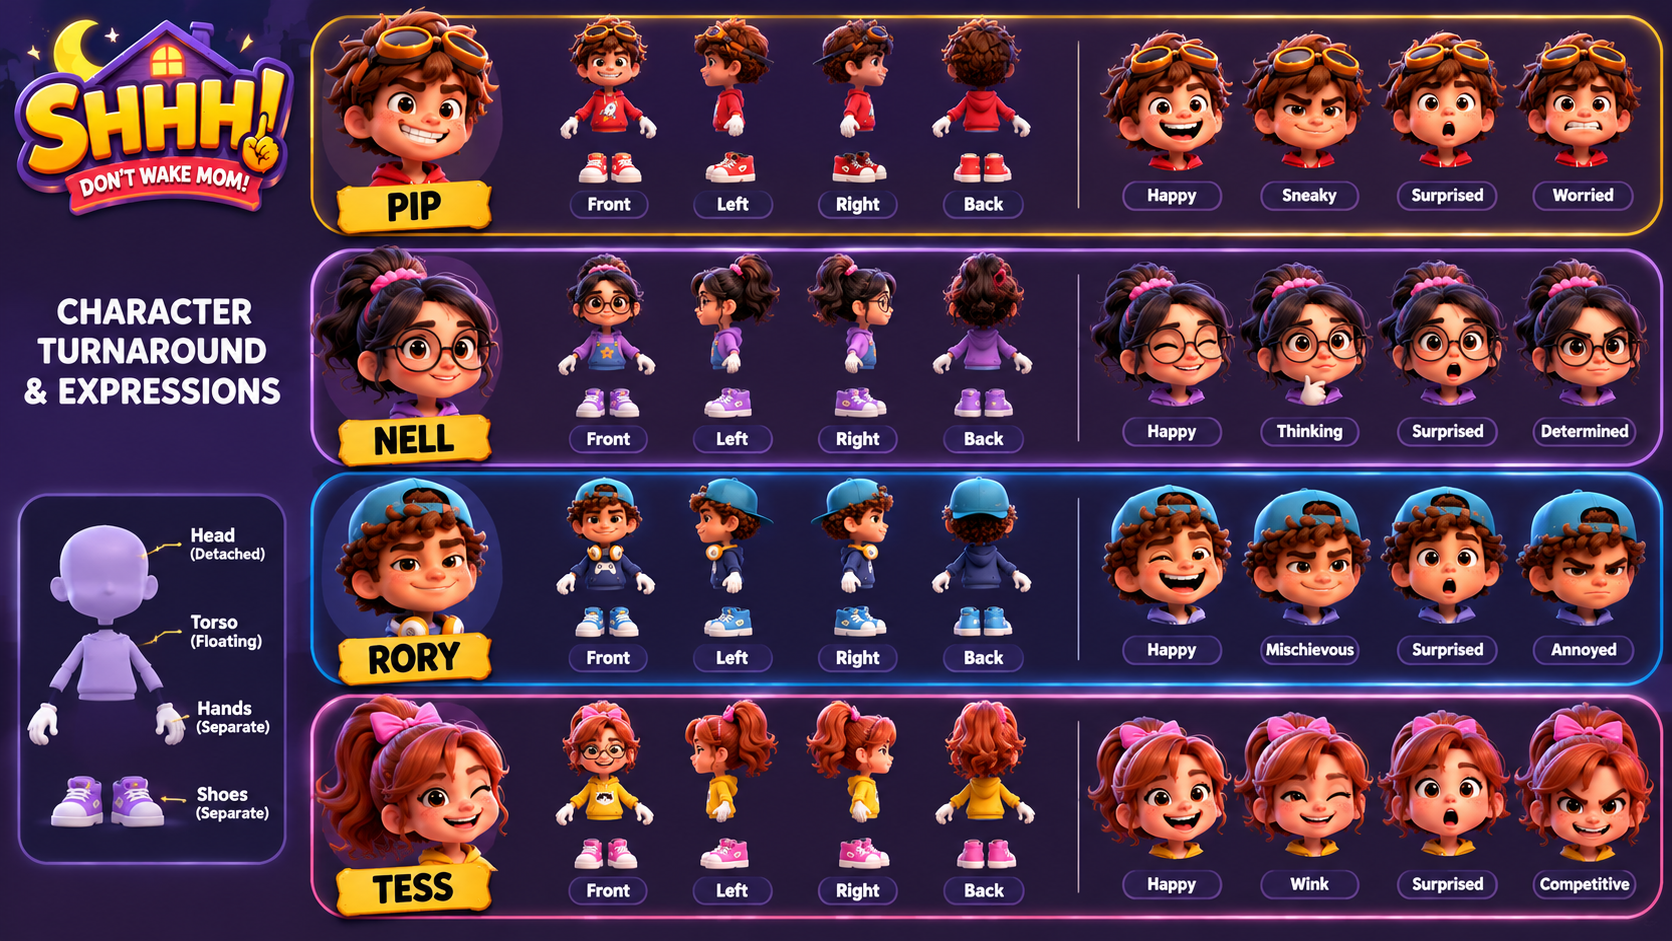 SHHH!
DON'T WAKE MOM!
CHARACTER
TURNAROUND
& EXPRESSIONS
Head
(Detached)
Torso
(Floating)
Hands
(Separate)
Shoes
(Separate)
PIP
Front
Left
Right
Back
Happy
Sneaky
Surprised
Worried
NELL
Front
Left
Right
Back
Happy
Thinking
Surprised
Determined
RORY
Front
Left
Right
Back
Happy
Mischievous
Surprised
Annoyed
TESS
Front
Left
Right
Back
Happy
Wink
Surprised
Competitive